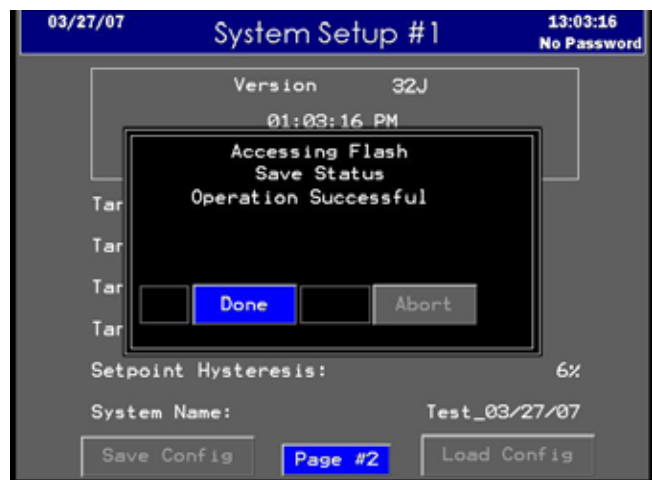 03/27/07 System Setup #1 13:03:16
No Password
Version 32J
01:03:16 PM
Accessing Flash
Save Status
Operation Successful
Tar
Tar
Tar
Done Abort
Tar
Setpoint Hysteresis: 6%
System Name: Test_03/27/07
Save Config Page #2 Load Config